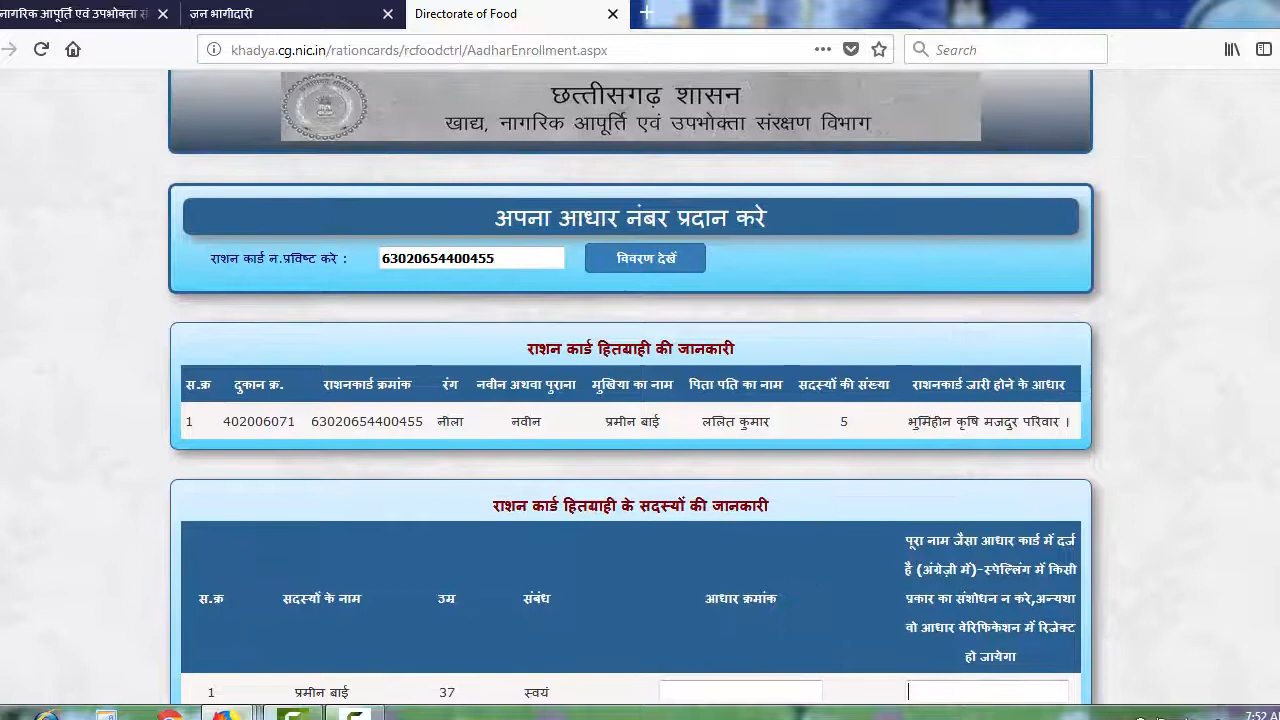 नागरिक आपूर्ति एवं उपभोक्ता
जन भागीदारी
Directorate of Food
khadya.cg.nic.in/rationcards/rcfoodctrl/AadharEnrollment.aspx
Search
छत्तीसगढ़ शासन
खाद्य, नागरिक आपूर्ति एवं उपभोक्ता संरक्षण विभाग
अपना आधार नंबर प्रदान करे
राशन कार्ड न.प्रविष्ट करे : 63020654400455 विवरण देखें
राशन कार्ड हितग्राही की जानकारी
स.क्र दुकान क्र. राशनकार्ड क्रमांक रंग नवीन अथवा पुराना मुखिया का नाम पिता पति का नाम सदस्यों की संख्या राशनकार्ड जारी होने के आधार
1 402006071 63020654400455 नीला नवीन प्रमीन बाई ललित कुमार 5 भुमिहीन कृषि मजदुर परिवार ।
राशन कार्ड हितग्राही के सदस्यों की जानकारी
स.क्र सदस्यों के नाम उम्र संबंध आधार क्रमांक
पूरा नाम जैसा आधार कार्ड में दर्ज
है (अंग्रेज़ी में)-स्पेल्लिंग में किसी
प्रकार का संशोधन न करे,अन्यथा
वो आधार वेरिफिकेशन में रिजेक्ट
हो जायेगा
1 प्रमीन बाई 37 स्वयं